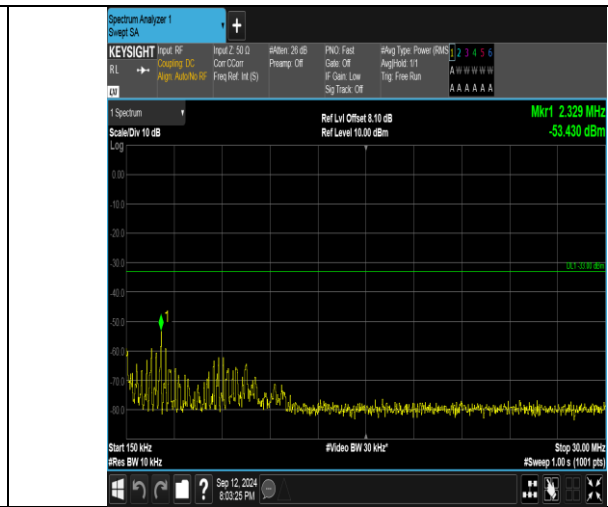 Spectrum Analyzer 1
Swept SA
+
KEYSIGHT Input: RF Input Z: 50 Ω #Atten: 26 dB PNO: Fast #Avg Type: Power (RMS 1 2 3 4 5 6
RL Coupling: DC Corr CCorr Preamp: Off Gate: Off Avg|Hold: 1/1 A W W W W W
Align: Auto/No RF Freq Ref: Int (S) IF Gain: Low Trig: Free Run
Sig Track: Off A A A A A A
LXI
1 Spectrum Ref Lvl Offset 8.10 dB Mkr1 2.329 MHz
Scale/Div 10 dB Ref Level 10.00 dBm -53.430 dBm
Log
0.00
-10.0
-20.0
-30.0
DL1 -33.00 dBm
-40.0
1
-50.0
-60.0
-70.0
-80.0
Start 150 kHz #Video BW 30 kHz* Stop 30.00 MHz
#Res BW 10 kHz #Sweep 1.00 s (1001 pts)
? Sep 12, 2024
8:03:25 PM